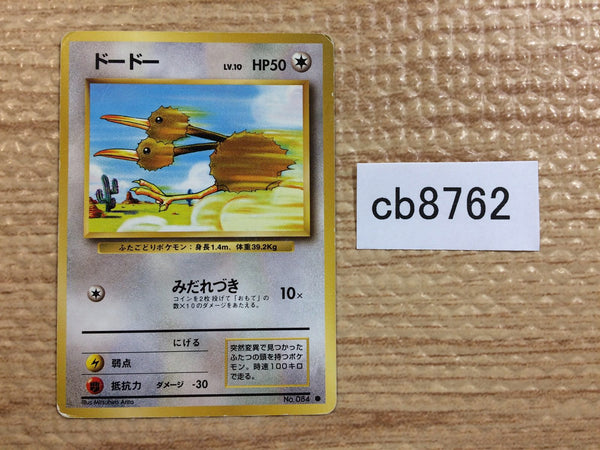 ドードー LV.10 HP50
ふたごどりポケモン：身長1.4m、体重39.2Kg
みだれづき 10×
コインを2枚投げて「おもて」の
数×10のダメージをあたえる。
にげる
弱点
抵抗力 ダメージ -30
突然変異で見つかった
ふたつの頭を持つポケ
モン。時速100キロ
で走る。
Illus.Mitsuhiro Arita
No.084
cb8762